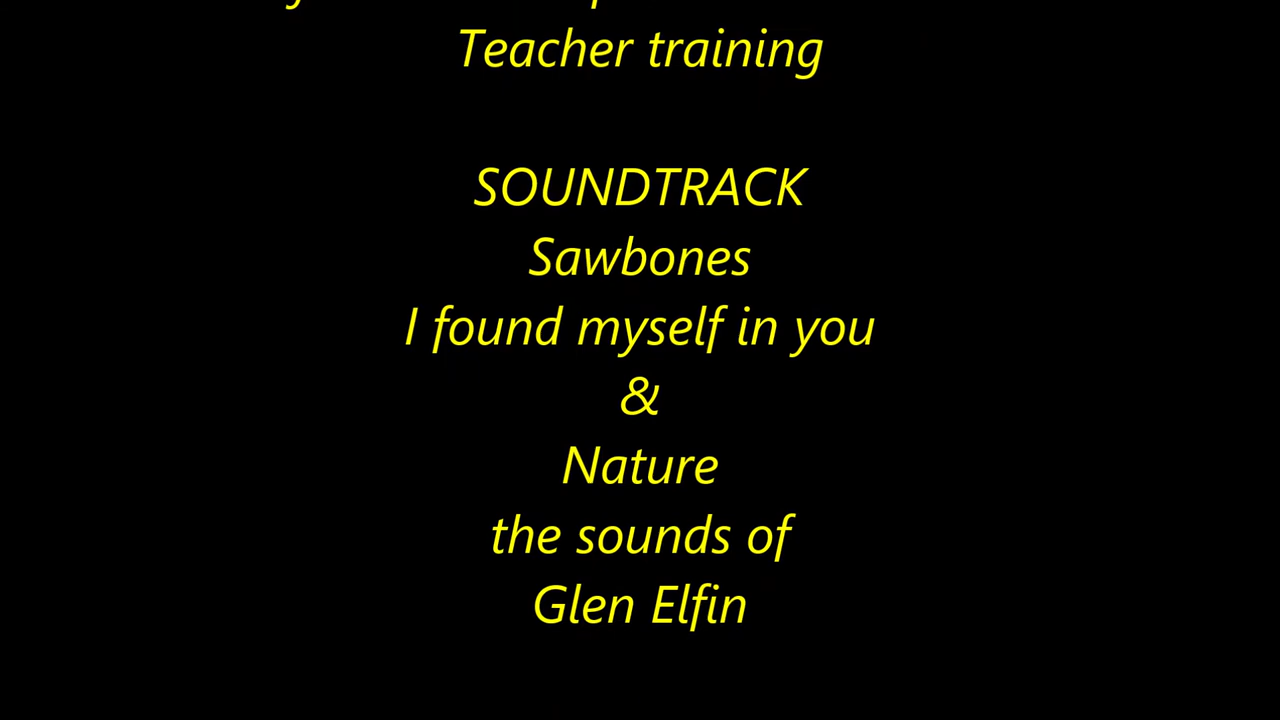 Teacher training
SOUNDTRACK
Sawbones
I found myself in you
&
Nature
the sounds of
Glen Elfin